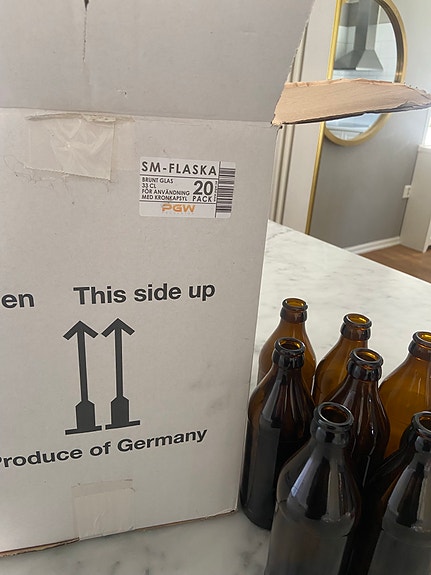 SM-FLASKA
BRUNT GLAS
33 CL
FÖR ANVÄNDNING
MED KRONKAPSYL
20
PACK
PGW
en
This side up
Produce of Germany